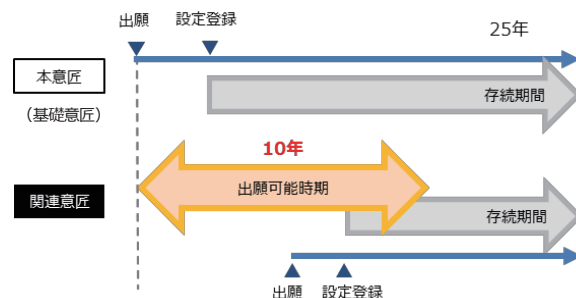 出願
設定登録
25年
本意匠
(基礎意匠)
存続期間
10年
出願可能時期
関連意匠
存続期間
出願
設定登録